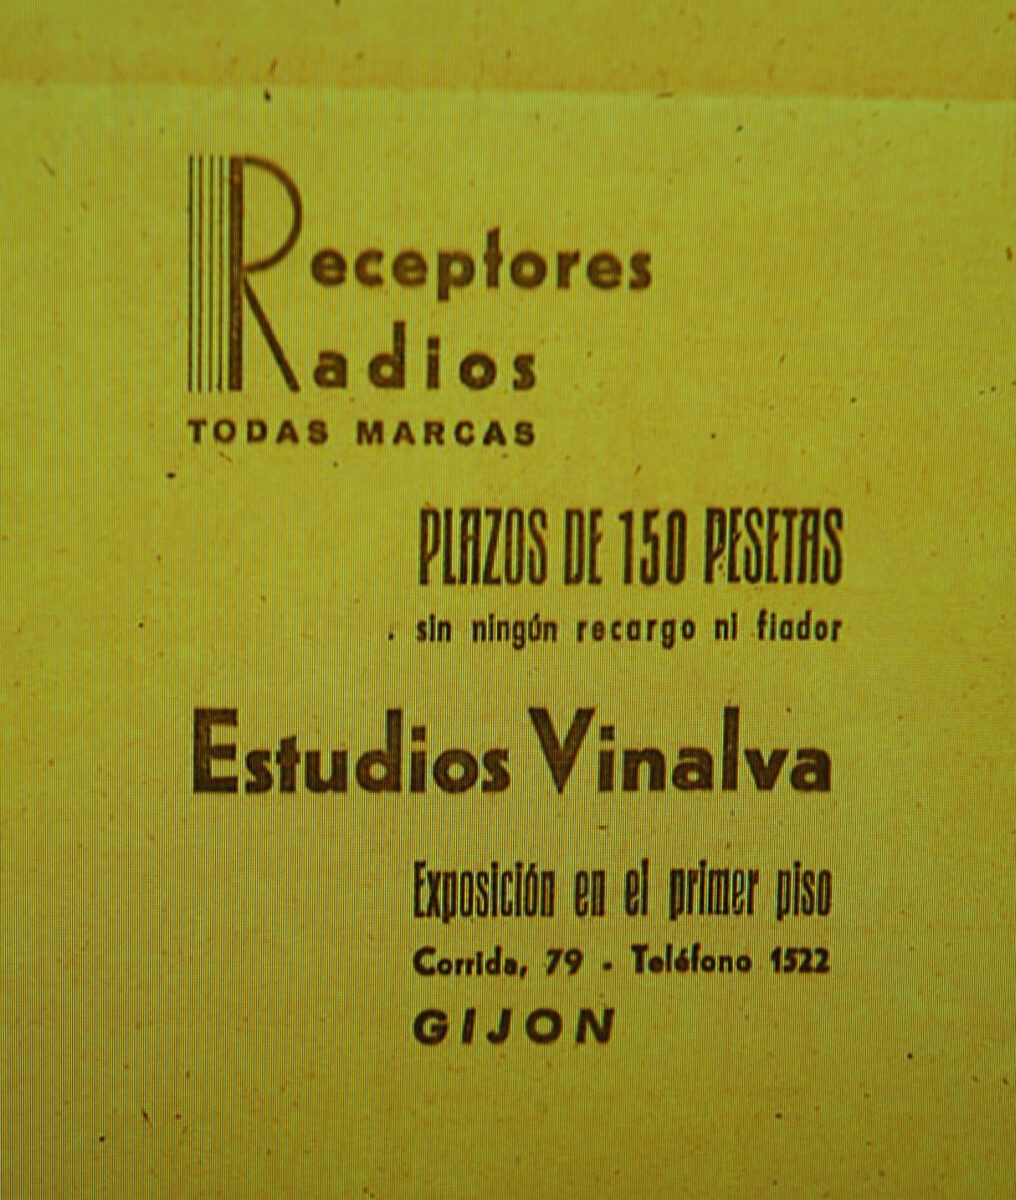 Receptores
Radios
TODAS MARCAS
PLAZOS DE 150 PESETAS
sin ningún recargo ni fiador
Estudios Vinalva
Exposición en el primer piso
Corrida, 79 - Teléfono 1522
GIJON